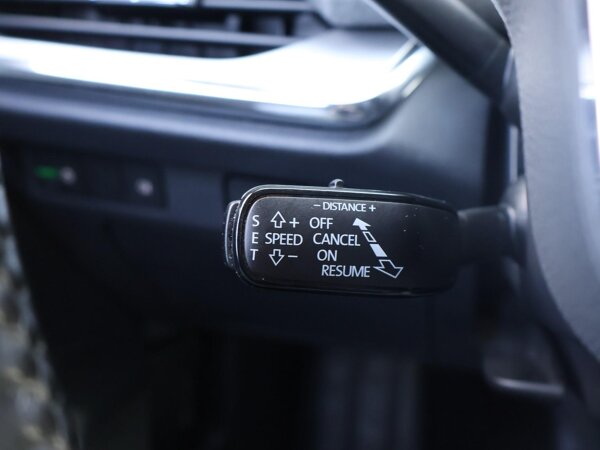 – DISTANCE +
S ⇧+ OFF
E SPEED CANCEL
T ⇩– ON
RESUME